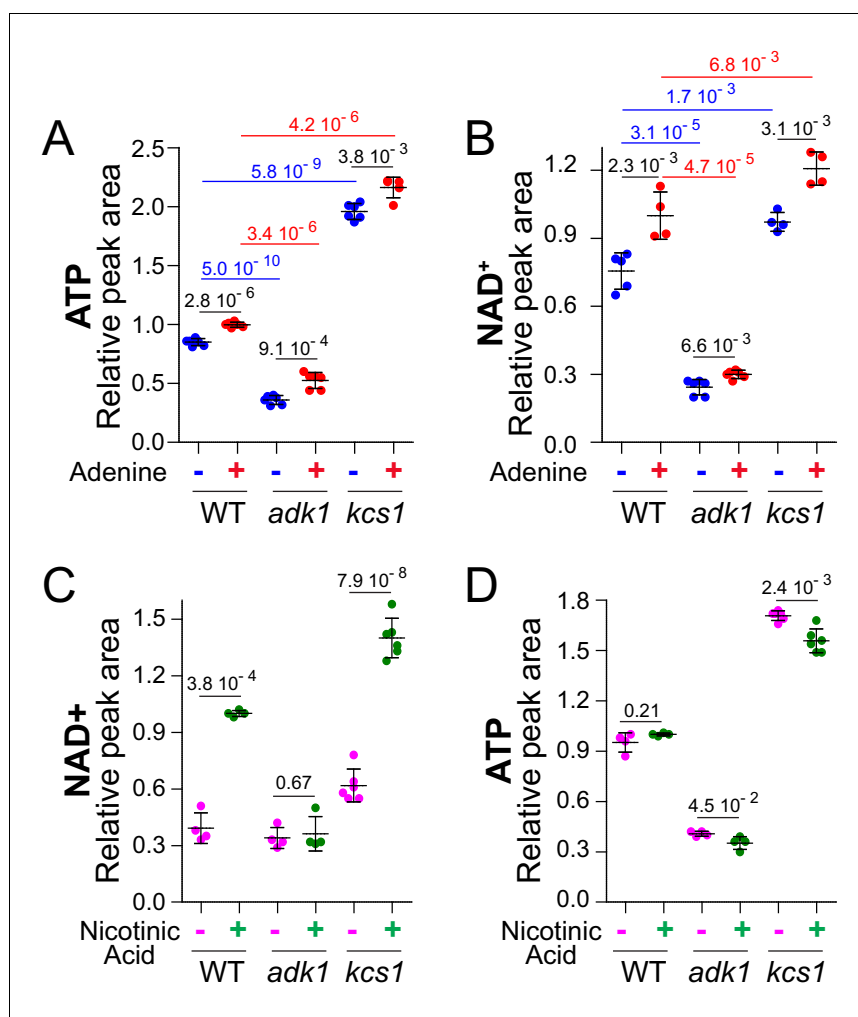 A
ATP
Relative peak area
2.5
2.0
1.5
1.0
0.5
0.0
4.2 10⁻⁶
5.8 10⁻⁹
3.8 10⁻³
3.4 10⁻⁶
5.0 10⁻¹⁰
2.8 10⁻⁶
9.1 10⁻⁴
Adenine - + - + - +
WT adk1 kcs1
B
NAD⁺
Relative peak area
1.2
0.9
0.6
0.3
0.0
6.8 10⁻³
1.7 10⁻³
3.1 10⁻⁵
3.1 10⁻³
2.3 10⁻³
4.7 10⁻⁵
6.6 10⁻³
Adenine - + - + - +
WT adk1 kcs1
C
NAD+
Relative peak area
1.5
1.2
0.9
0.6
0.3
0.0
7.9 10⁻⁸
3.8 10⁻⁴
0.67
Nicotinic - + - + - +
Acid
WT adk1 kcs1
D
ATP
Relative peak area
1.8
1.5
1.2
0.9
0.6
0.3
0.0
2.4 10⁻³
0.21
4.5 10⁻²
Nicotinic - + - + - +
Acid
WT adk1 kcs1